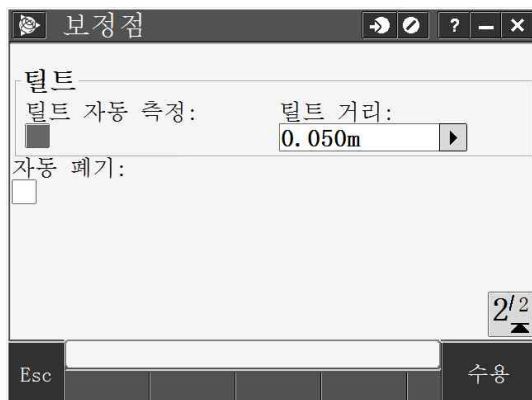 보정점
? – ×
틸트
틸트 자동 측정: 틸트 거리:
0.050m
자동 폐기:
2/2
Esc 수용